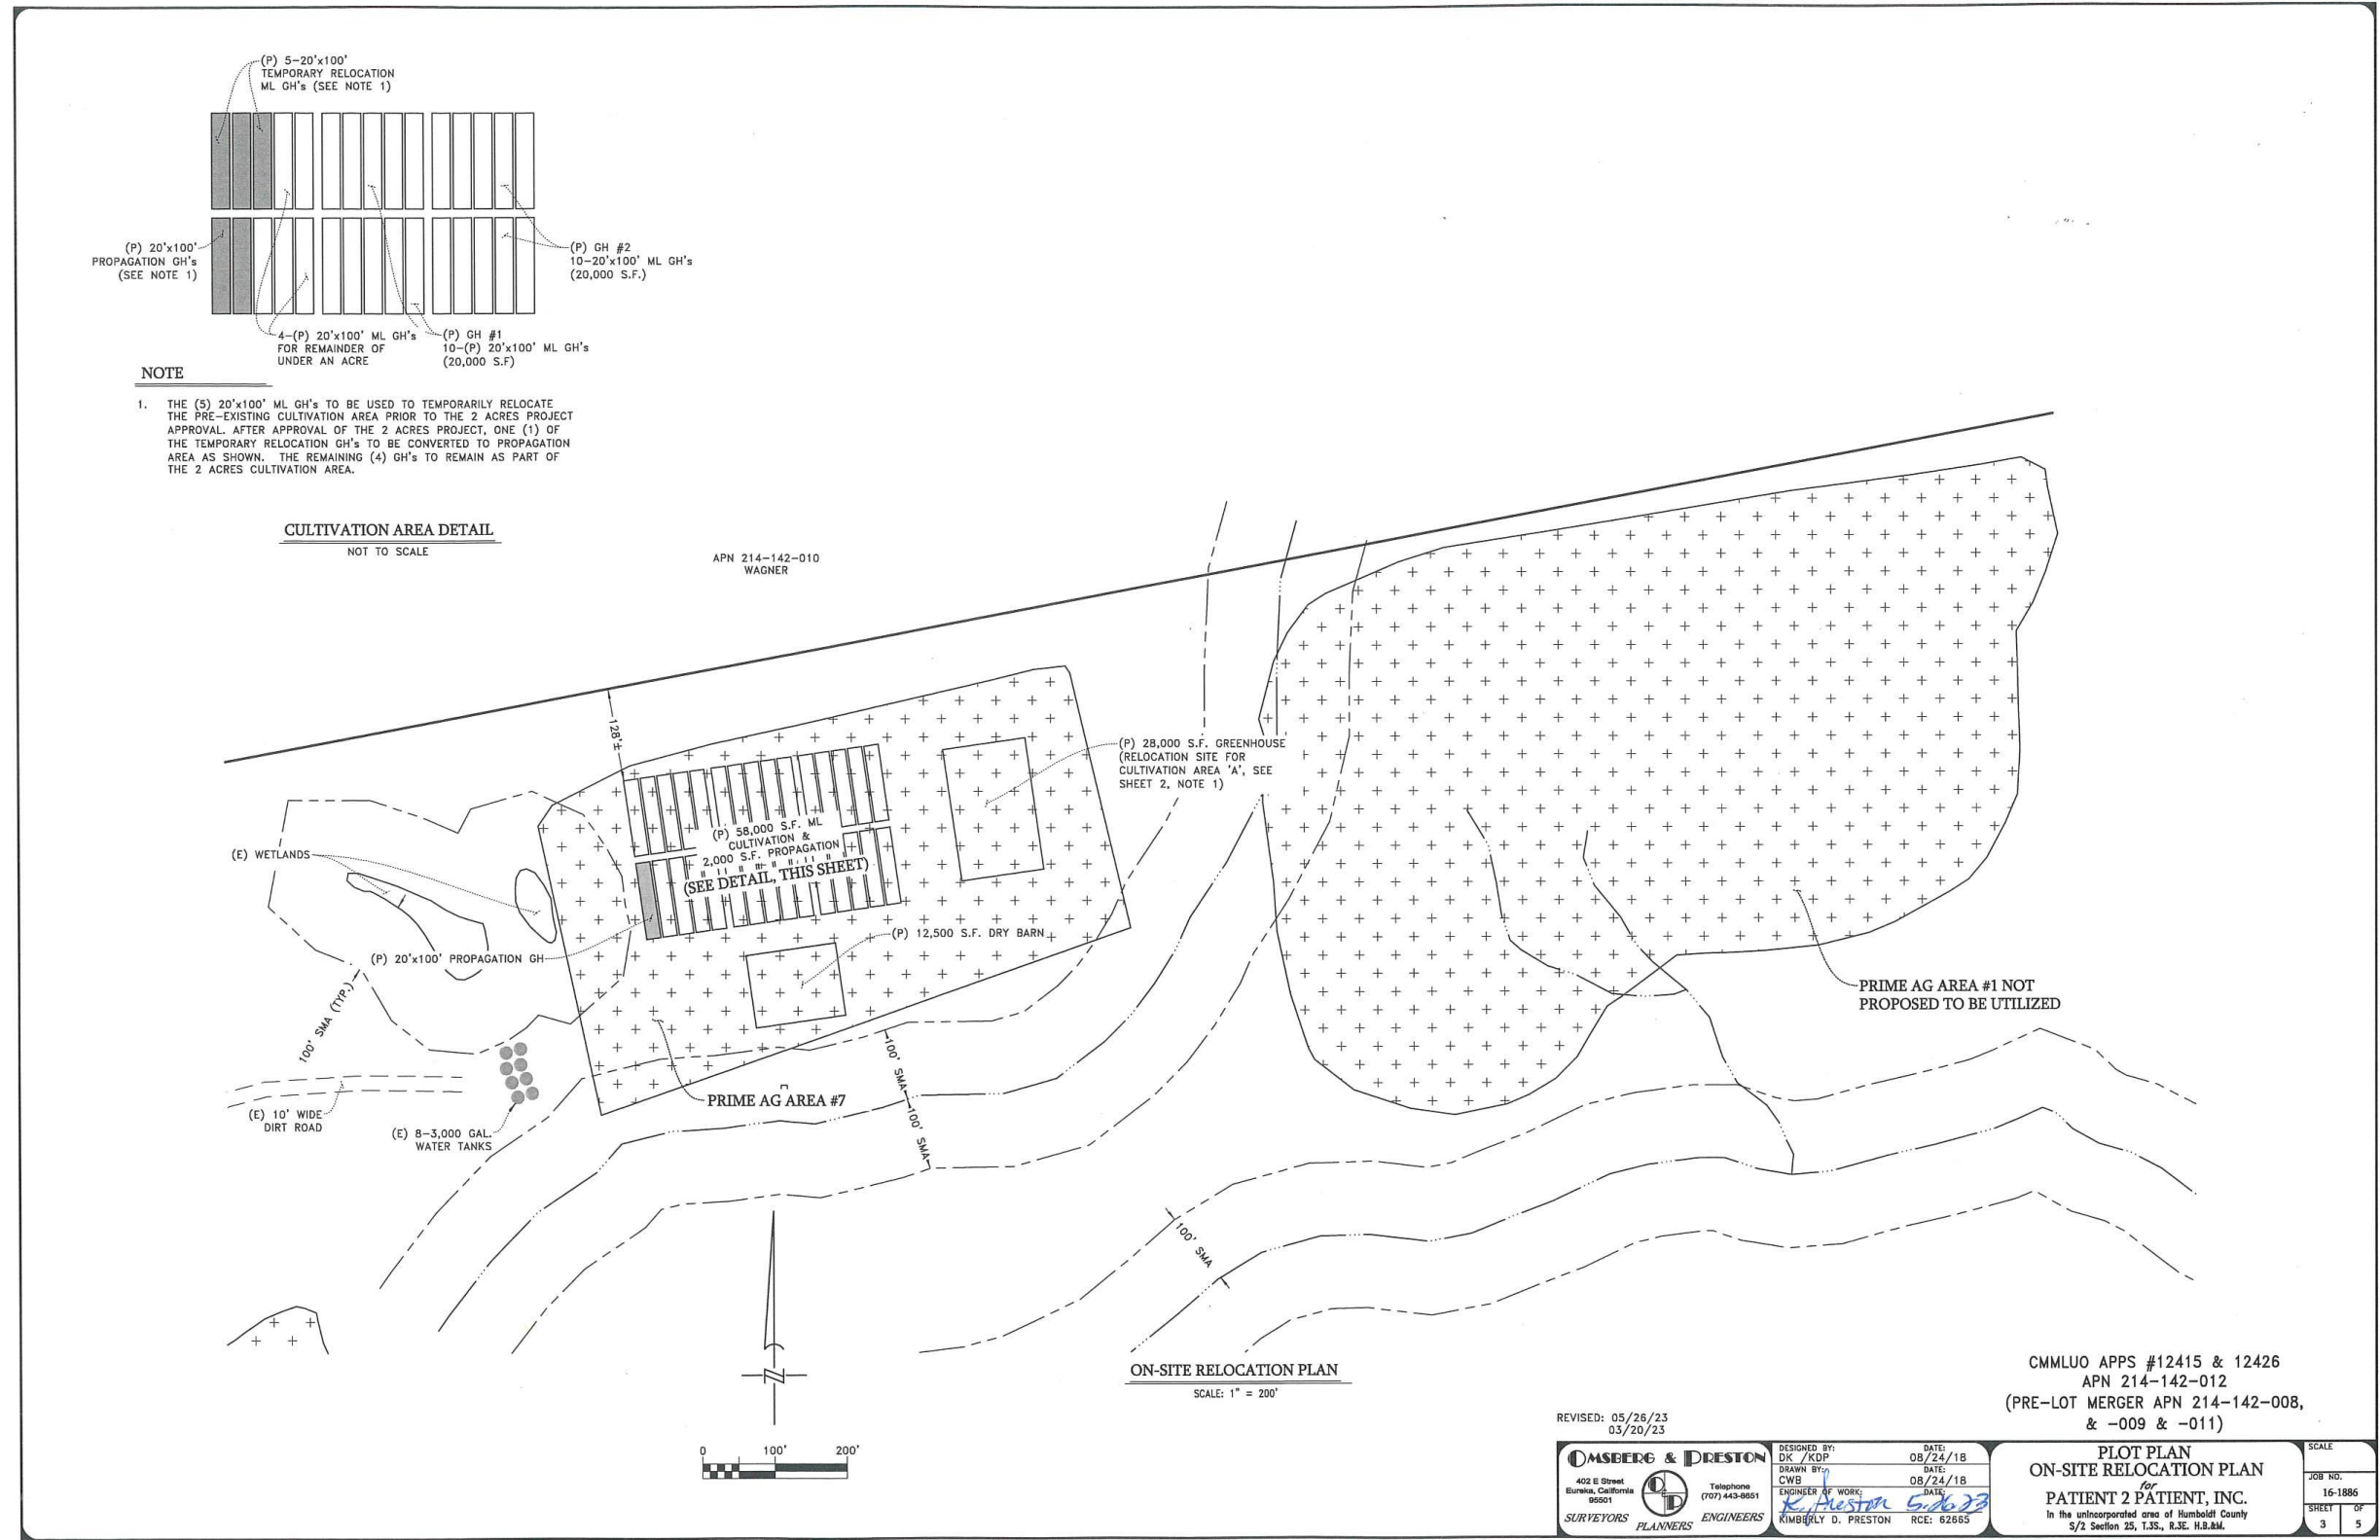 (P) 5-20'x100'
TEMPORARY RELOCATION
ML GH's (SEE NOTE 1)
(P) 20'x100'
PROPAGATION GH's
(SEE NOTE 1)
(P) GH #2
10-20'x100' ML GH's
(20,000 S.F.)
4-(P) 20'x100' ML GH's
FOR REMAINDER OF
UNDER AN ACRE
(P) GH #1
10-(P) 20'x100' ML GH's
(20,000 S.F)
NOTE
1. THE (5) 20'x100' ML GH's TO BE USED TO TEMPORARILY RELOCATE
THE PRE-EXISTING CULTIVATION AREA PRIOR TO THE 2 ACRES PROJECT
APPROVAL. AFTER APPROVAL OF THE 2 ACRES PROJECT, ONE (1) OF
THE TEMPORARY RELOCATION GH's TO BE CONVERTED TO PROPAGATION
AREA AS SHOWN. THE REMAINING (4) GH's TO REMAIN AS PART OF
THE 2 ACRES CULTIVATION AREA.
CULTIVATION AREA DETAIL
NOT TO SCALE
APN 214-142-010
WAGNER
128'±
(P) 28,000 S.F. GREENHOUSE
(RELOCATION SITE FOR
CULTIVATION AREA 'A', SEE
SHEET 2, NOTE 1)
(P) 58,000 S.F. ML
CULTIVATION &
2,000 S.F. PROPAGATION
(SEE DETAIL, THIS SHEET)
(E) WETLANDS
(P) 12,500 S.F. DRY BARN
(P) 20'x100' PROPAGATION GH
100' SMA (TYP.)
PRIME AG AREA #1 NOT
PROPOSED TO BE UTILIZED
PRIME AG AREA #7
100' SMA
100' SMA
(E) 10' WIDE
DIRT ROAD
(E) 8-3,000 GAL.
WATER TANKS
100' SMA
N
ON-SITE RELOCATION PLAN
SCALE: 1" = 200'
0 100' 200'
CMMLUO APPS #12415 & 12426
APN 214-142-012
(PRE-LOT MERGER APN 214-142-008,
& -009 & -011)
REVISED: 05/26/23
03/20/23
OMSBERG & PRESTON
402 E Street
Eureka, California
95501
OP
Telephone
(707) 443-8651
SURVEYORS PLANNERS ENGINEERS
DESIGNED BY: DATE:
DK /KDP 08/24/18
DRAWN BY: DATE:
CWB 08/24/18
ENGINEER OF WORK: DATE:
K Preston 5.26.23
KIMBERLY D. PRESTON RCE: 62665
PLOT PLAN
ON-SITE RELOCATION PLAN
for
PATIENT 2 PATIENT, INC.
In the unincorporated area of Humboldt County
S/2 Section 25, T.3S., R.3E. H.B.&M.
SCALE
JOB NO.
16-1886
SHEET OF
3 5